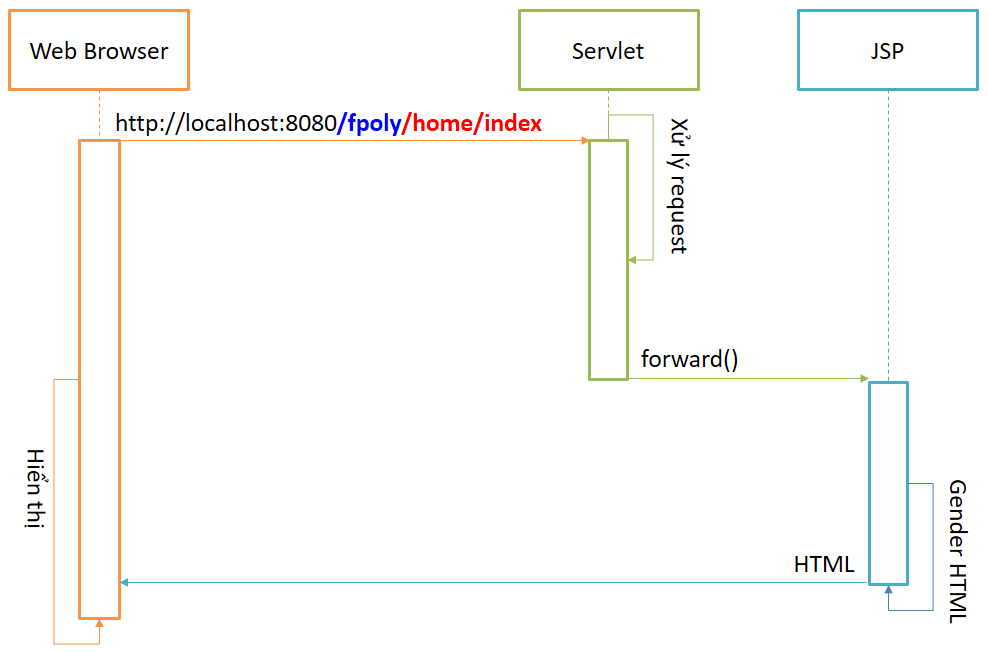 Web Browser
Servlet
JSP
http://localhost:8080/fpoly/home/index
Xử lý request
forward()
Hiển thị
Gender HTML
HTML